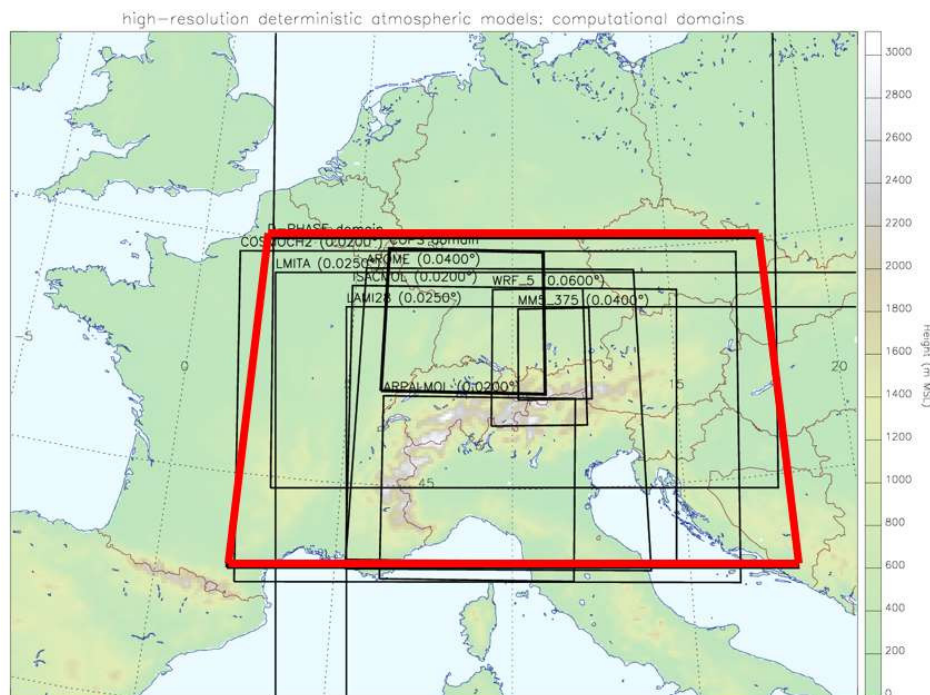 high-resolution deterministic atmospheric models: computational domains
D-PHASE domain
COPS domain
COSMOCH2 (0.0200°)
AROME (0.0400°)
LMITA (0.0250°)
ISACMOL (0.0200°)
WRF_5 (0.0600°)
LAMI28 (0.0250°)
MM5_375 (0.0400°)
ARPALMOL (0.0200°)
-5
0
15
20
45
3000
2800
2600
2400
2200
2000
1800
1600
1400
1200
1000
800
600
400
200
0
Height (m MSL)